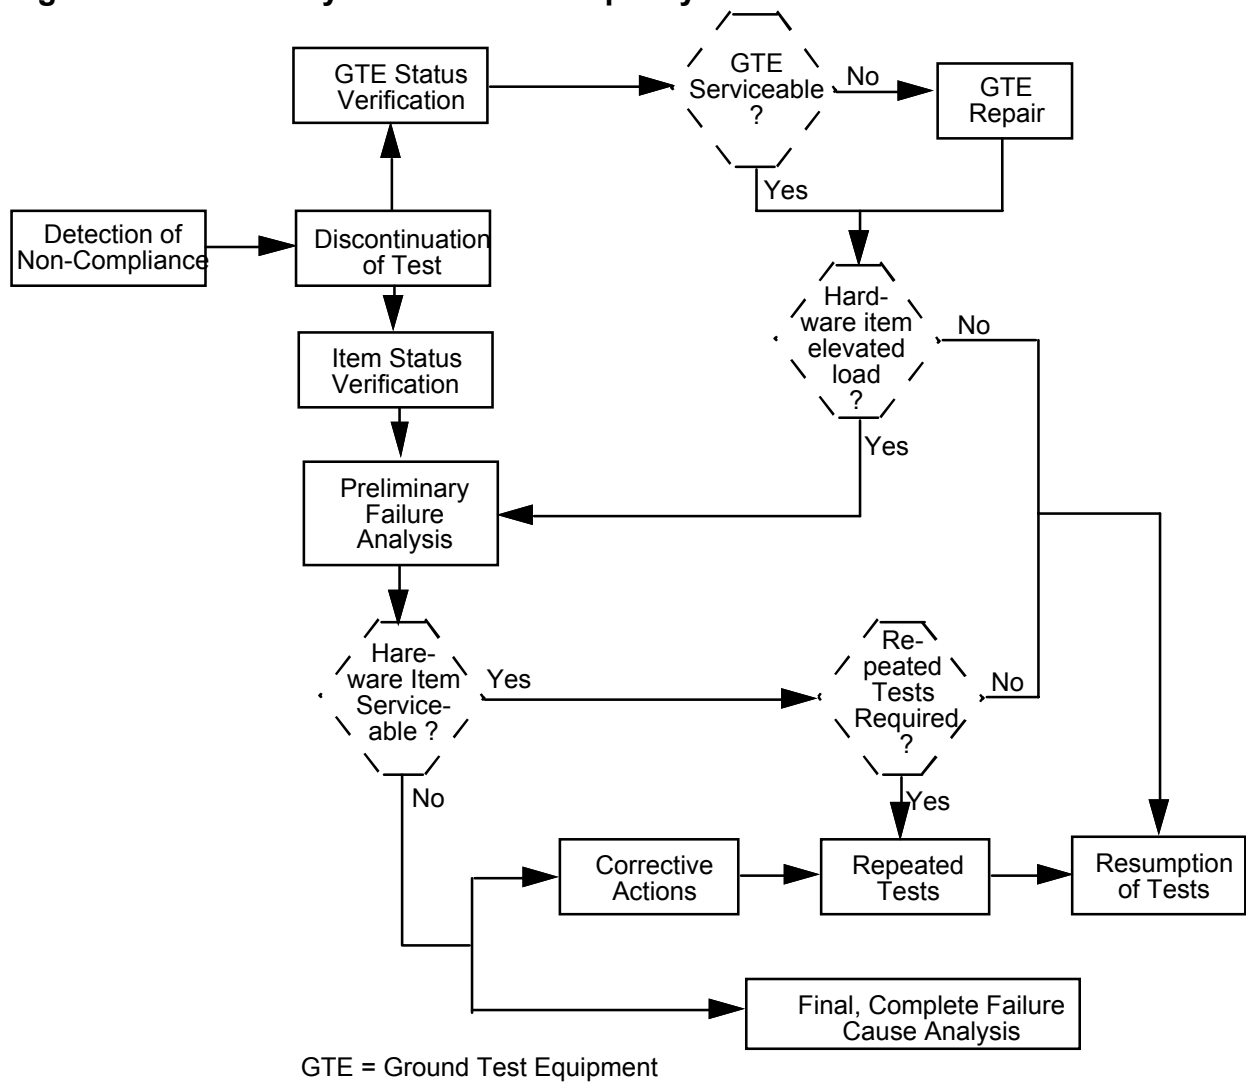 GTE Status
Verification
GTE
Serviceable
?
No
GTE
Repair
Yes
Detection of
Non-Compliance
Discontinuation
of Test
Hard-
ware item
elevated
load
?
No
Item Status
Verification
Yes
Preliminary
Failure
Analysis
Hare-
ware Item
Service-
able ?
Yes
Re-
peated
Tests
Required
?
No
No
Yes
Corrective
Actions
Repeated
Tests
Resumption
of Tests
Final, Complete Failure
Cause Analysis
GTE = Ground Test Equipment